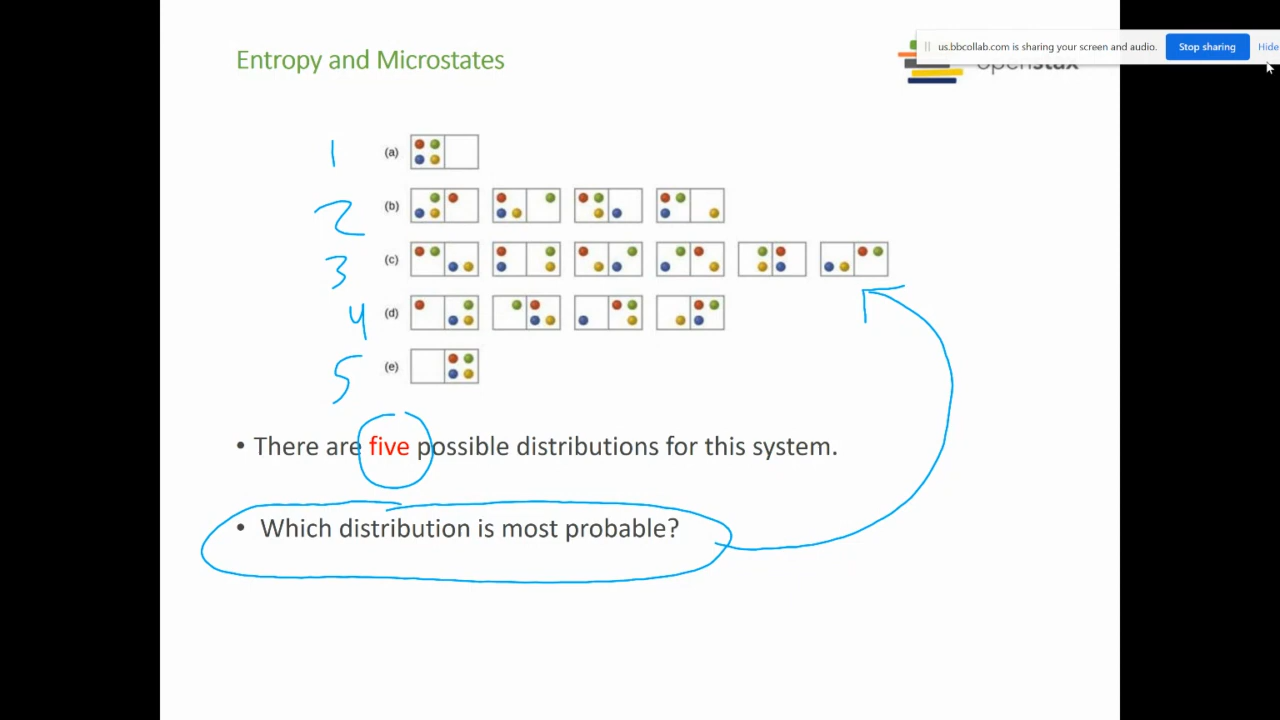 us.bbcollab.com is sharing your screen and audio. Stop sharing Hide
Entropy and Microstates
openstax
1 (a)
2 (b)
3 (c)
4 (d)
5 (e)
• There are five possible distributions for this system.
• Which distribution is most probable?